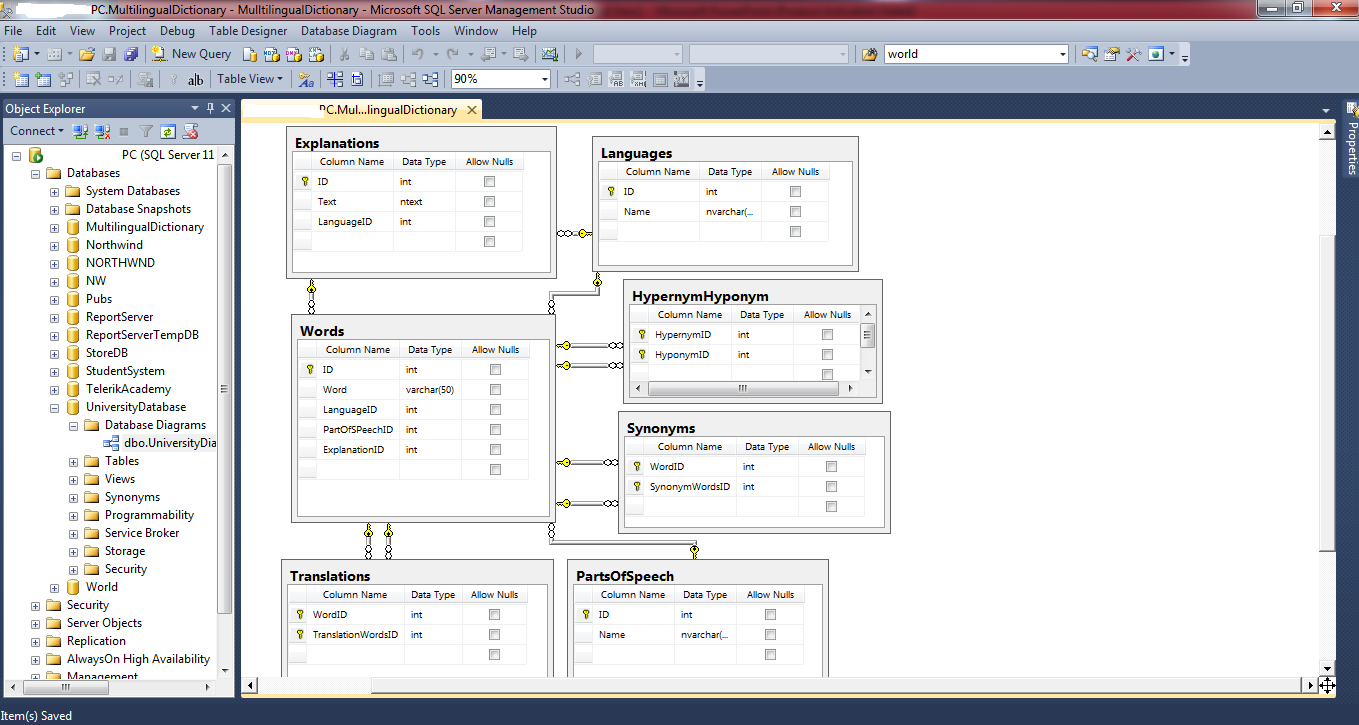 PC.MultilingualDictionary - MulltilingualDictionary - Microsoft SQL Server Management Studio
File Edit View Project Debug Table Designer Database Diagram Tools Window Help
New Query world
ab Table View 90%
Object Explorer
Connect
PC (SQL Server 11
Databases
System Databases
Database Snapshots
MultilingualDictionary
Northwind
NORTHWND
NW
Pubs
ReportServer
ReportServerTempDB
StoreDB
StudentSystem
TelerikAcademy
UniversityDatabase
Database Diagrams
dbo.UniversityDia
Tables
Views
Synonyms
Programmability
Service Broker
Storage
Security
World
Security
Server Objects
Replication
AlwaysOn High Availability
Management
PC.Mul...lingualDictionary
Explanations
Column Name Data Type Allow Nulls
ID int
Text ntext
LanguageID int
Languages
Column Name Data Type Allow Nulls
ID int
Name nvarchar(...
HypernymHyponym
Column Name Data Type Allow Nulls
HypernymID int
HyponymID int
Words
Column Name Data Type Allow Nulls
ID int
Word varchar(50)
LanguageID int
PartOfSPeechID int
ExplanationID int
Synonyms
Column Name Data Type Allow Nulls
WordID int
SynonymWordsID int
Translations
Column Name Data Type Allow Nulls
WordID int
TranslationWordsID int
PartsOfSpeech
Column Name Data Type Allow Nulls
ID int
Name nvarchar(...
Properties
Item(s) Saved